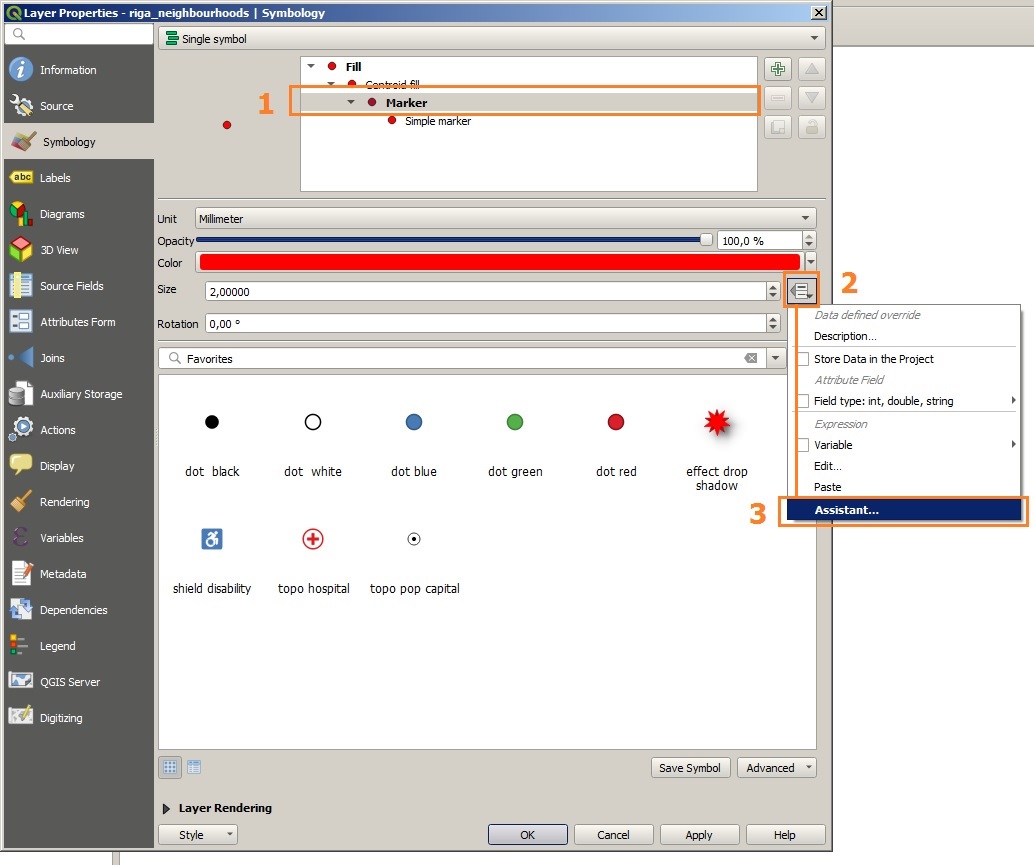 Layer Properties - riga_neighbourhoods | Symbology
Single symbol
Information
Source
Symbology
Labels
Diagrams
3D View
Source Fields
Attributes Form
Joins
Auxiliary Storage
Actions
Display
Rendering
Variables
Metadata
Dependencies
Legend
QGIS Server
Digitizing
Fill
Centroid fill
1
Marker
Simple marker
Unit
Millimeter
Opacity
100,0 %
Color
Size
2,00000
2
Rotation
0,00 °
Favorites
Data defined override
Description...
Store Data in the Project
Attribute Field
Field type: int, double, string
Expression
Variable
Edit...
Paste
3
Assistant...
dot black
dot white
dot blue
dot green
dot red
effect drop
shadow
shield disability
topo hospital
topo pop capital
Save Symbol
Advanced
Layer Rendering
Style
OK
Cancel
Apply
Help
abc